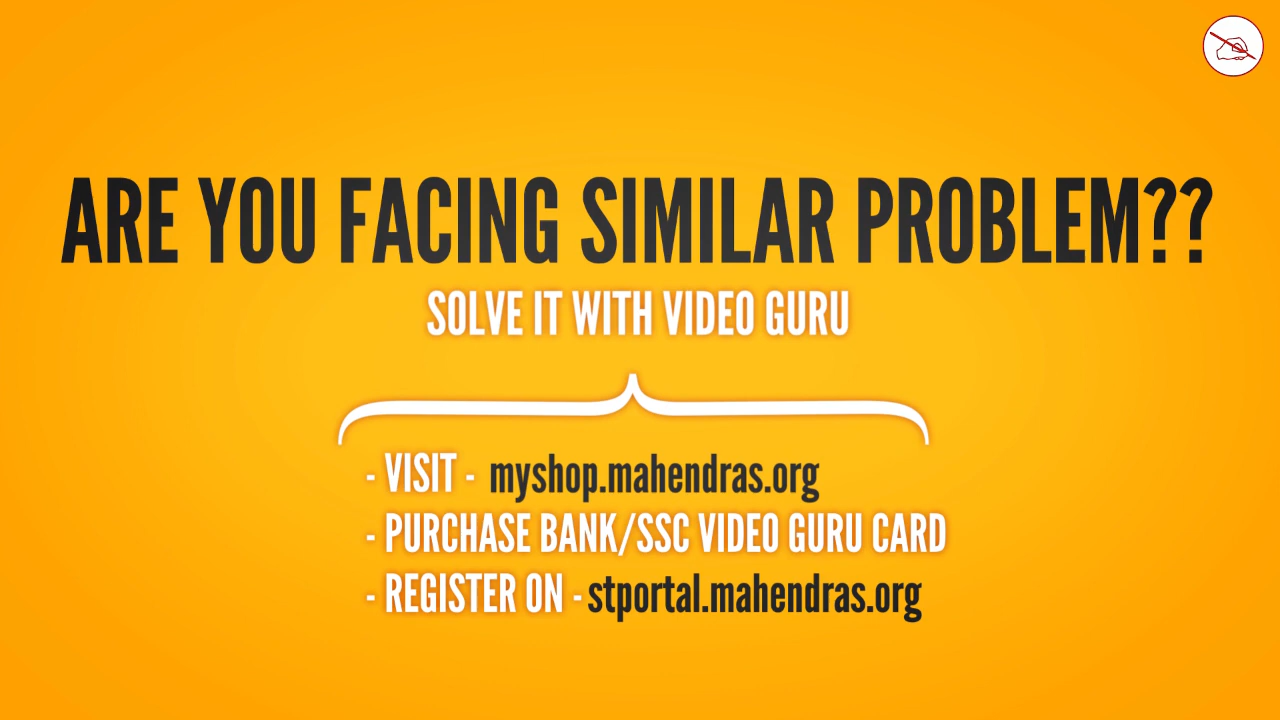 ARE YOU FACING SIMILAR PROBLEM??
SOLVE IT WITH VIDEO GURU
- VISIT - myshop.mahendras.org
- PURCHASE BANK/SSC VIDEO GURU CARD
- REGISTER ON - stportal.mahendras.org